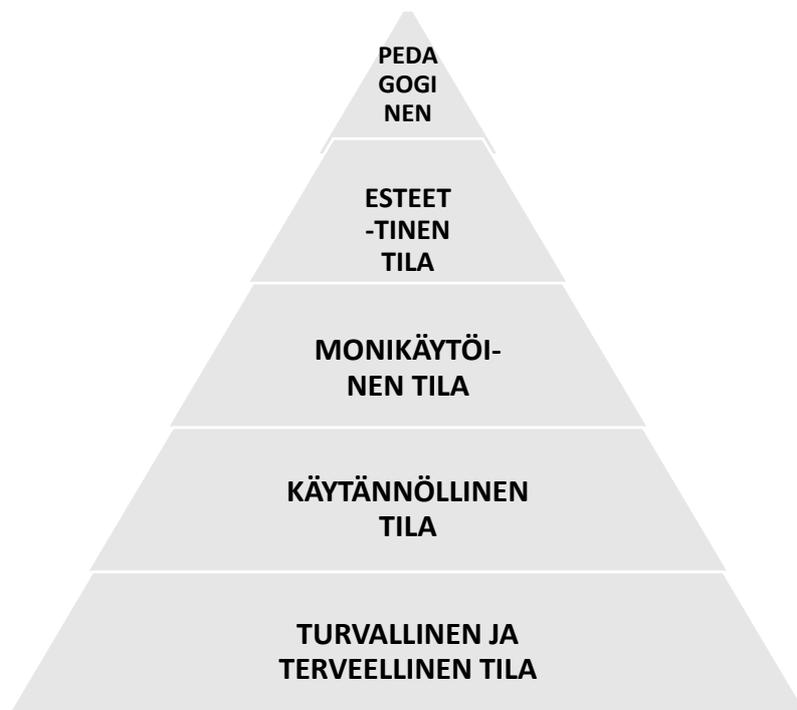 PEDA
GOGI
NEN
ESTEET
-TINEN
TILA
MONIKÄYTÖI-
NEN TILA
KÄYTÄNNÖLLINEN
TILA
TURVALLINEN JA
TERVEELLINEN TILA